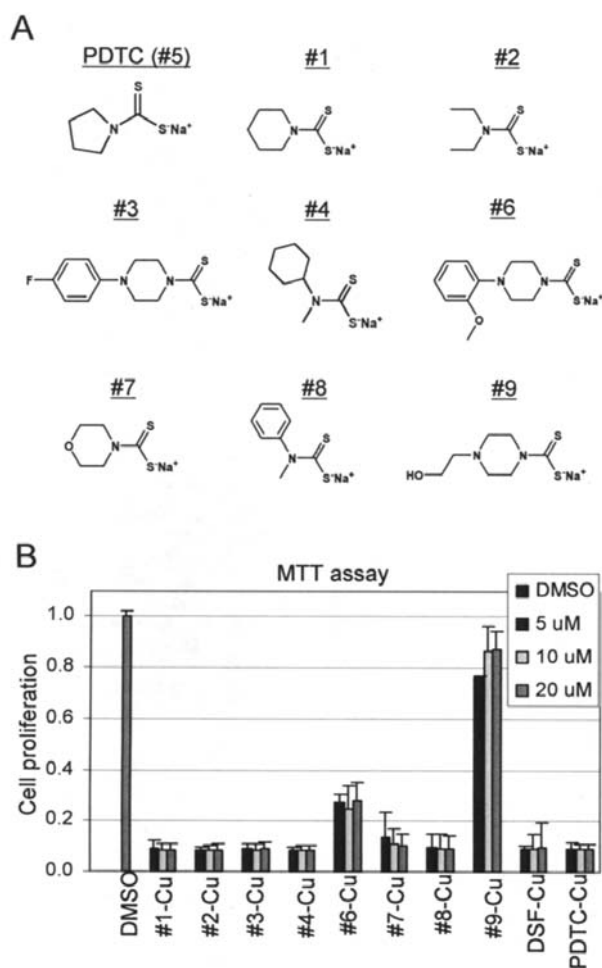 A
PDTC (#5) #1 #2
S
N
S⁻Na⁺
S
N
S⁻Na⁺
S
N
S⁻Na⁺
#3 #4 #6
F
N
N
S
S⁻Na⁺
N
S
S⁻Na⁺
N
N
S
S⁻Na⁺
O
#7 #8 #9
O
N
S
S⁻Na⁺
N
S
S⁻Na⁺
HO
N
N
S
S⁻Na⁺
B
MTT assay
DMSO
5 uM
10 uM
20 uM
Cell proliferation
1.0
0.8
0.6
0.4
0.2
0.0
DMSO
#1-Cu
#2-Cu
#3-Cu
#4-Cu
#6-Cu
#7-Cu
#8-Cu
#9-Cu
DSF-Cu
PDTC-Cu